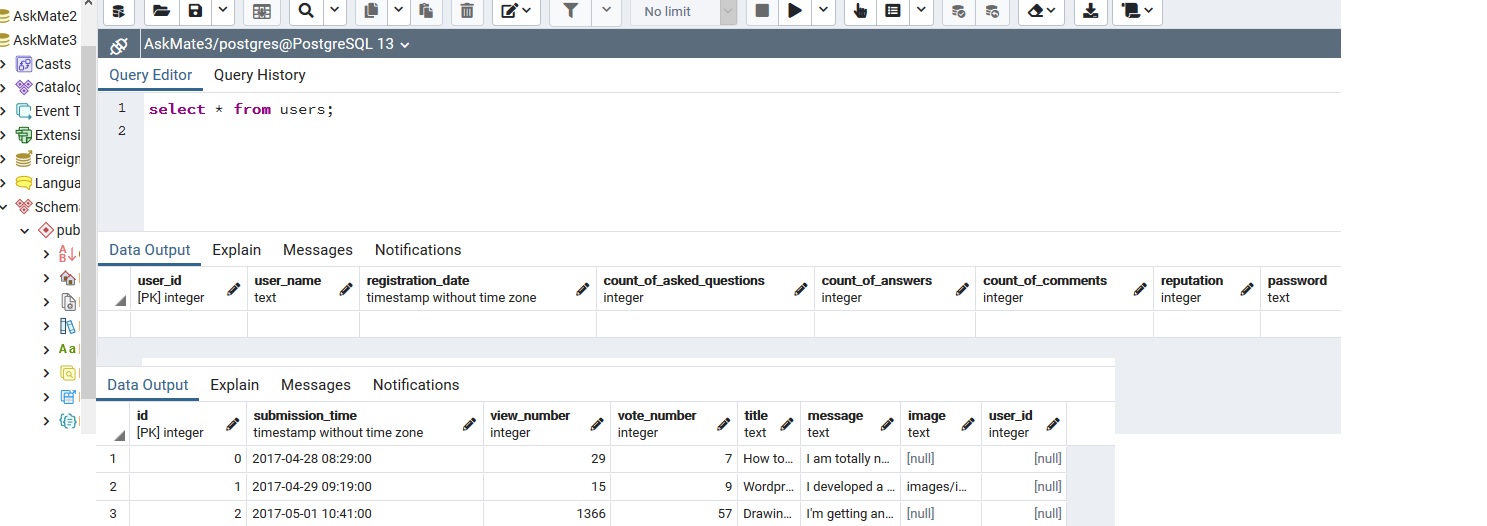 AskMate2
AskMate3
Casts
Catalog
Event T
Extensi
Foreign
Langua
Schem
pub
Aa
No limit
AskMate3/postgres@PostgreSQL 13
Query Editor Query History
1 select * from users;
2
Data Output Explain Messages Notifications
user_id user_name registration_date count_of_asked_questions count_of_answers count_of_comments reputation password
[PK] integer text timestamp without time zone integer integer integer integer text
Data Output Explain Messages Notifications
id submission_time view_number vote_number title message image user_id
[PK] integer timestamp without time zone integer integer text text text integer
1 0 2017-04-28 08:29:00 29 7 How to... I am totally n... [null] [null]
2 1 2017-04-29 09:19:00 15 9 Wordpr... I developed a ... images/i... [null]
3 2 2017-05-01 10:41:00 1366 57 Drawin... I'm getting an... [null] [null]